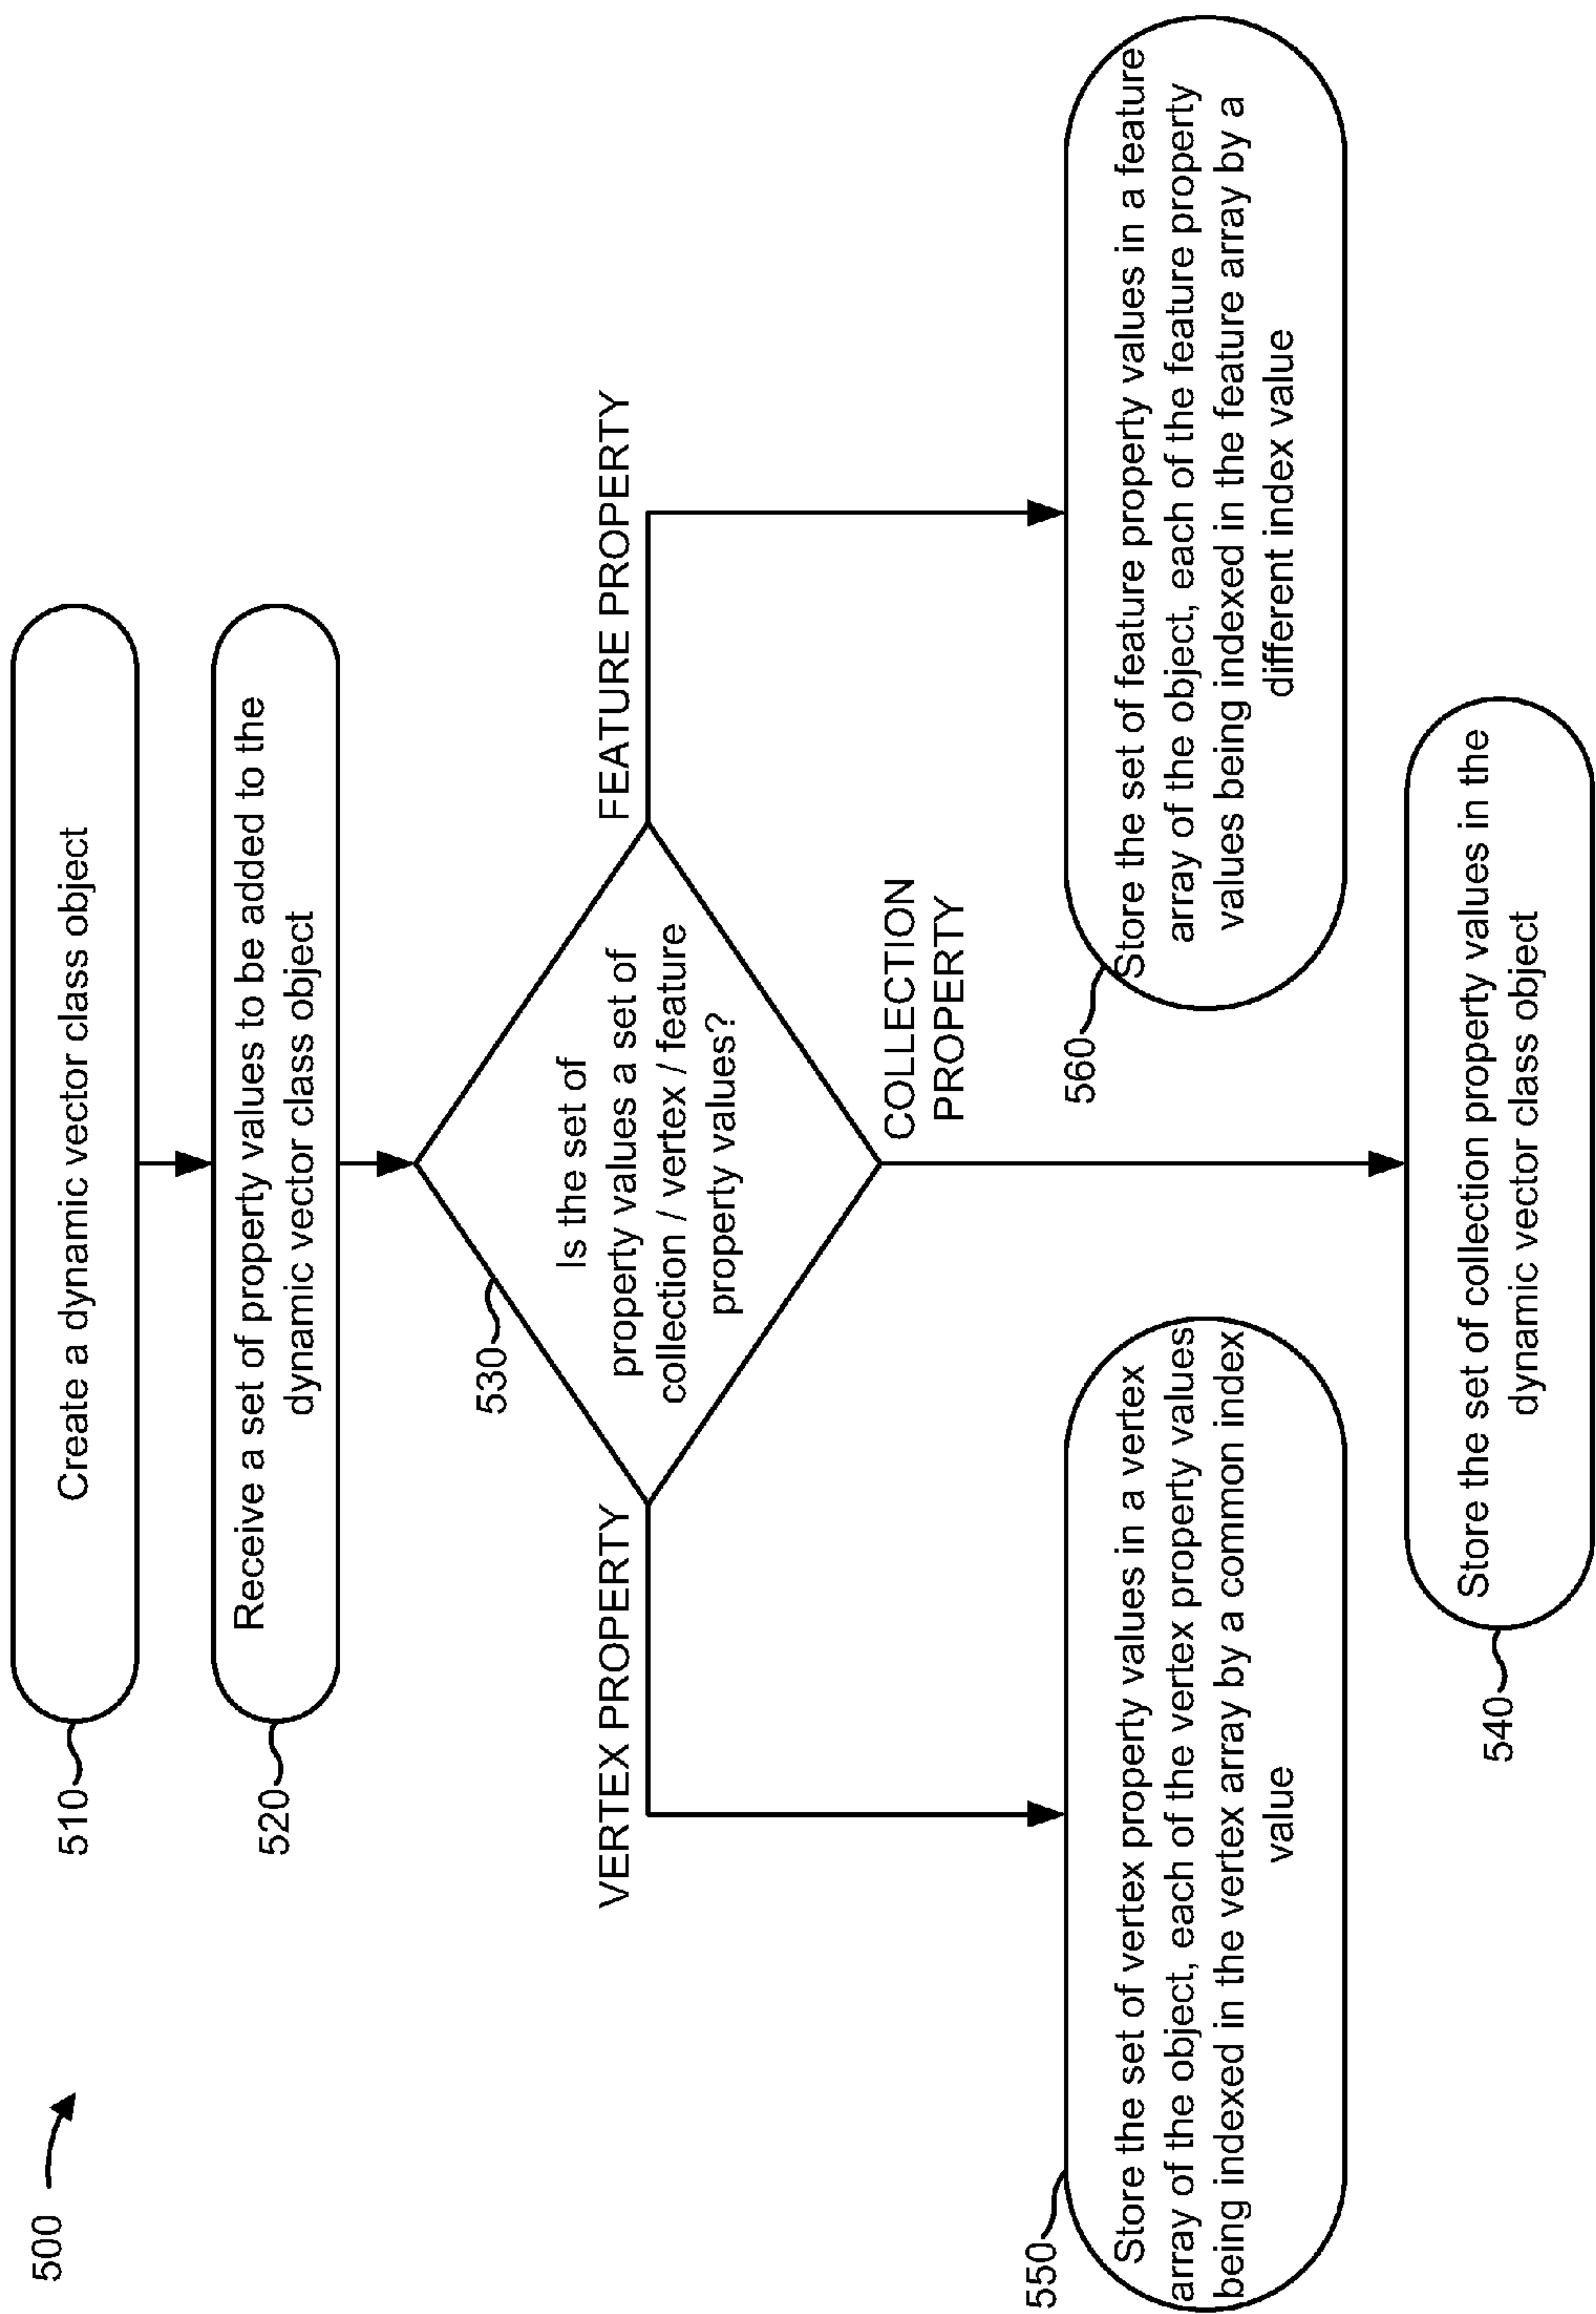 500
510
Create a dynamic vector class object
520
Receive a set of property values to be added to the
dynamic vector class object
530
Is the set of
property values a set of
collection / vertex / feature
property values?
VERTEX PROPERTY
FEATURE PROPERTY
COLLECTION
PROPERTY
550
Store the set of vertex property values in a vertex
array of the object, each of the vertex property values
being indexed in the vertex array by a common index
value
560
Store the set of feature property values in a feature
array of the object, each of the feature property
values being indexed in the feature array by a
different index value
540
Store the set of collection property values in the
dynamic vector class object